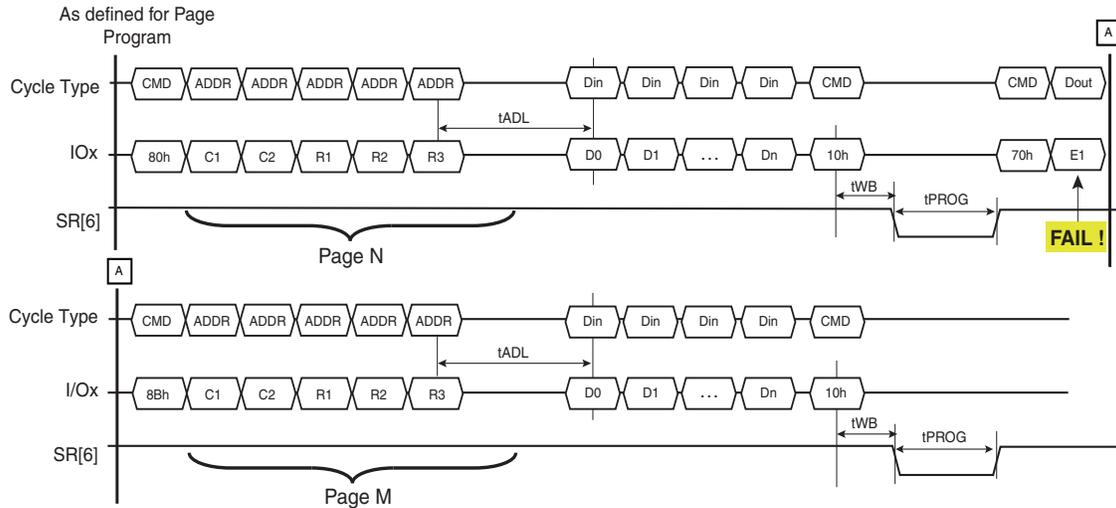 As defined for Page
Program
A
Cycle Type CMD ADDR ADDR ADDR ADDR ADDR Din Din Din Din CMD CMD Dout
tADL
IOx 80h C1 C2 R1 R2 R3 D0 D1 ... Dn 10h 70h E1
tWB tPROG
SR[6]
Page N
FAIL !
A
Cycle Type CMD ADDR ADDR ADDR ADDR ADDR Din Din Din Din CMD
tADL
I/Ox 8Bh C1 C2 R1 R2 R3 D0 D1 ... Dn 10h
tWB tPROG
SR[6]
Page M